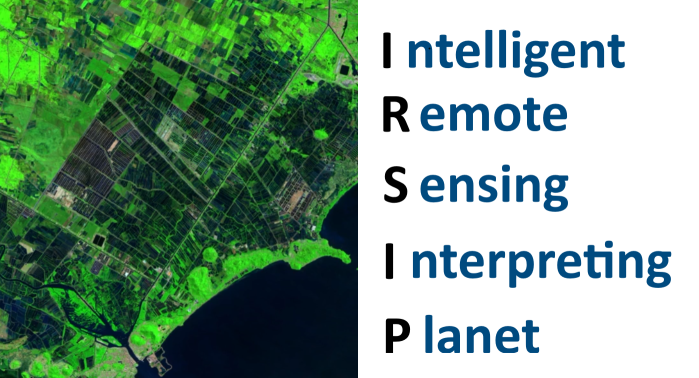 I ntelligent
R emote
S ensing
I nterpreting
P lanet